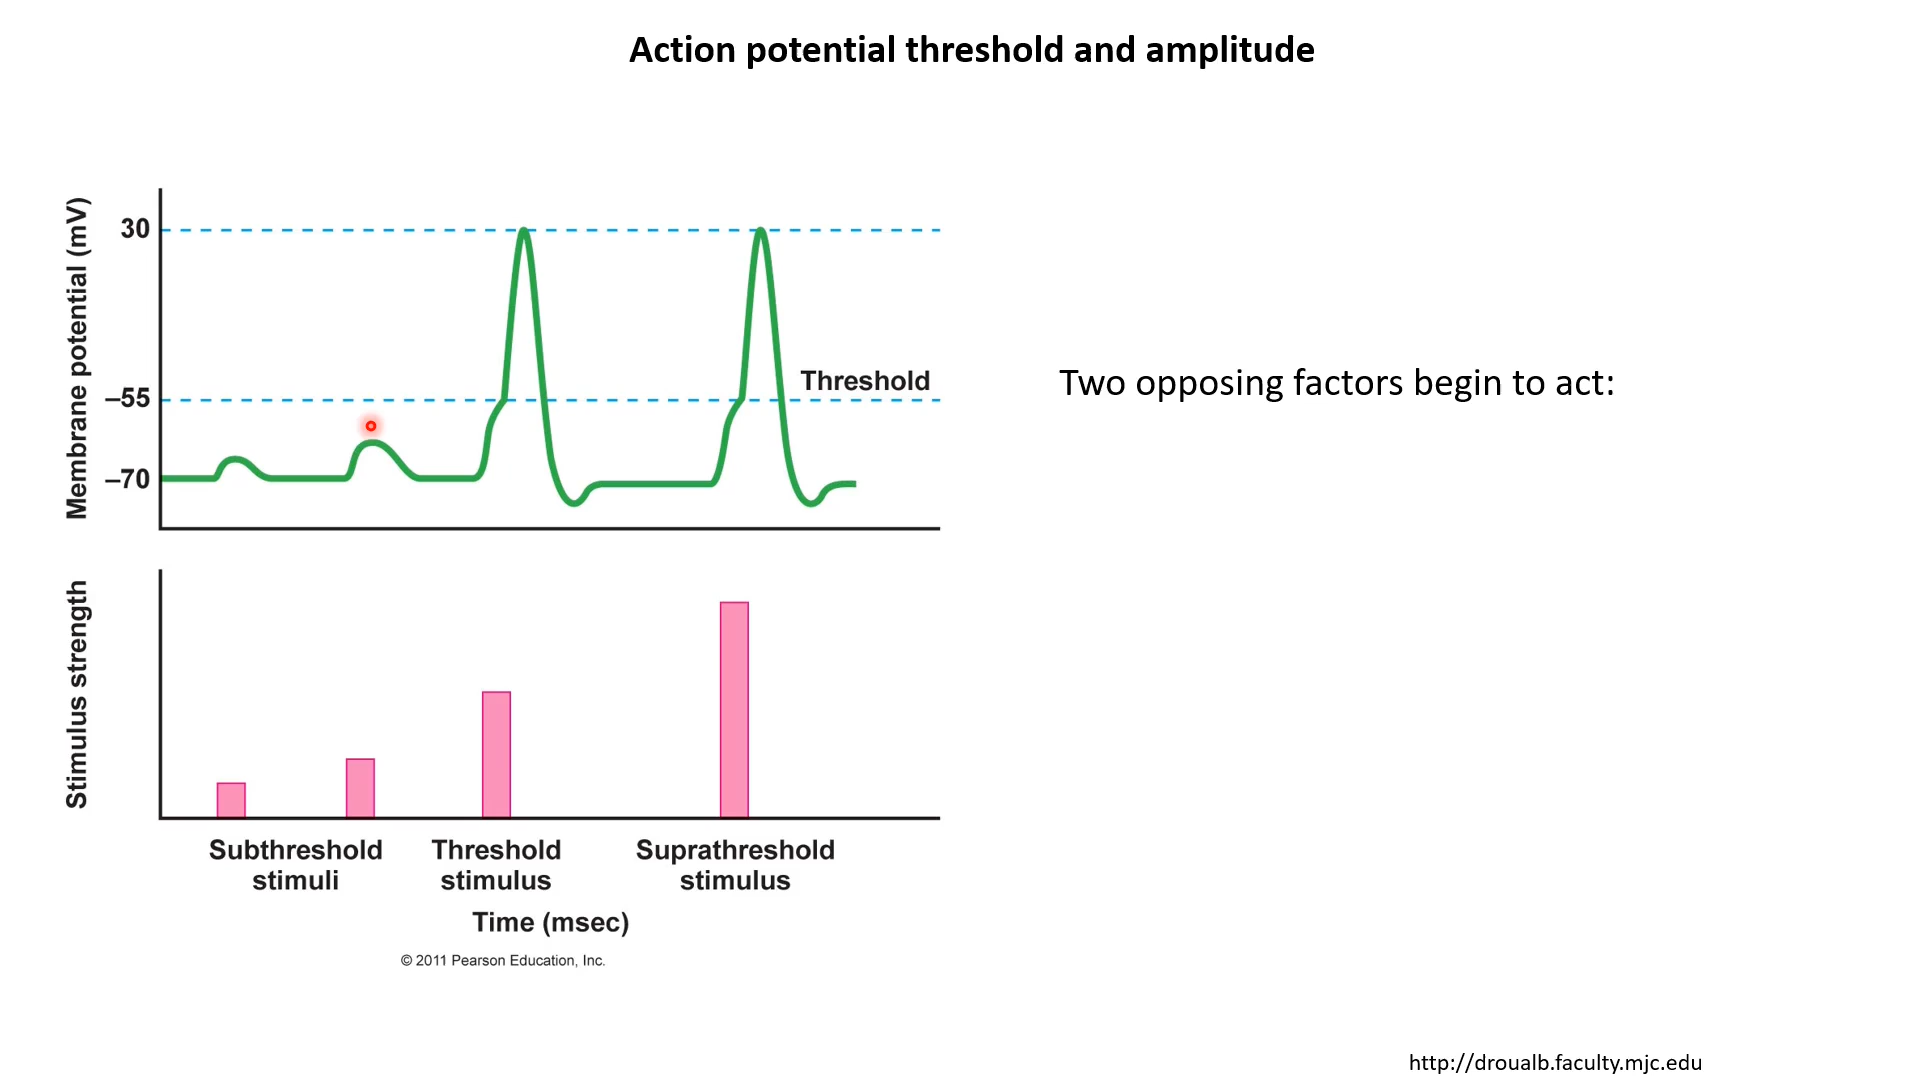 Action potential threshold and amplitude
Membrane potential (mV)
30
–55
–70
Threshold
Two opposing factors begin to act:
Stimulus strength
Subthreshold
stimuli
Threshold
stimulus
Suprathreshold
stimulus
Time (msec)
© 2011 Pearson Education, Inc.
http://droualb.faculty.mjc.edu